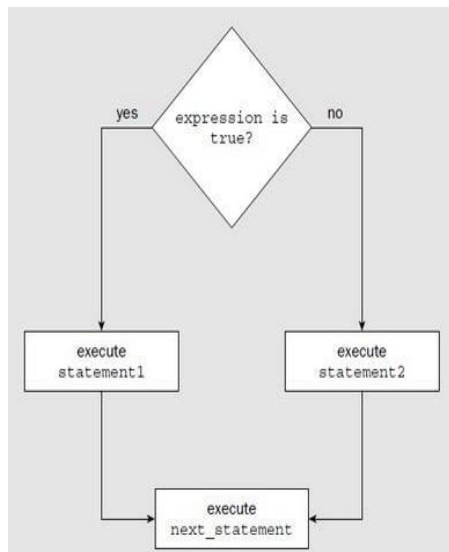 expression is
true?
yes
no
execute
statement1
execute
statement2
execute
next_statement